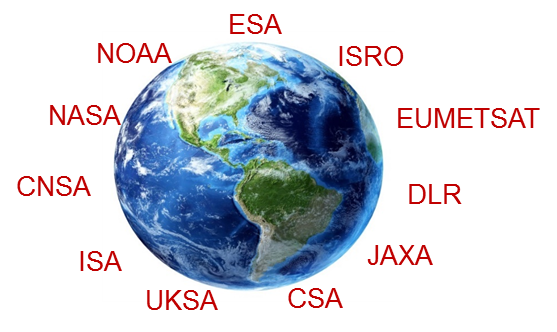 ESA
NOAA
ISRO
NASA
EUMETSAT
CNSA
DLR
ISA
JAXA
UKSA
CSA